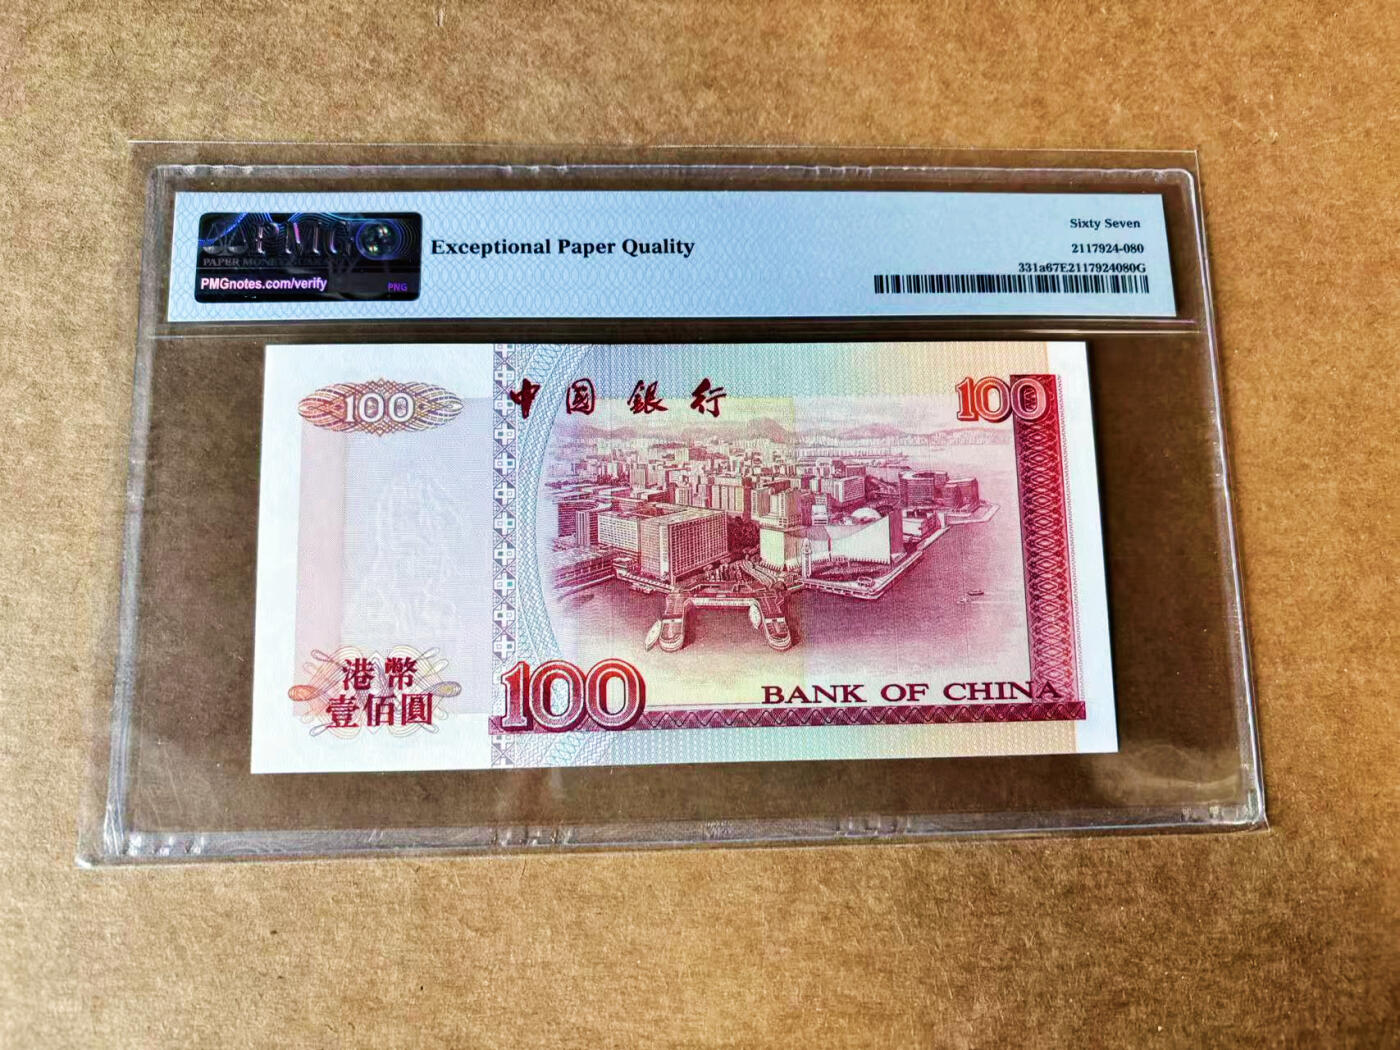 PMG
PAPER MONEY GUARANTY
PMGnotes.com/verify
PNG
Exceptional Paper Quality
Sixty Seven
2117924-080
331a67E2117924080G
100
中國銀行
100
港幣
壹佰圓
100
BANK OF CHINA